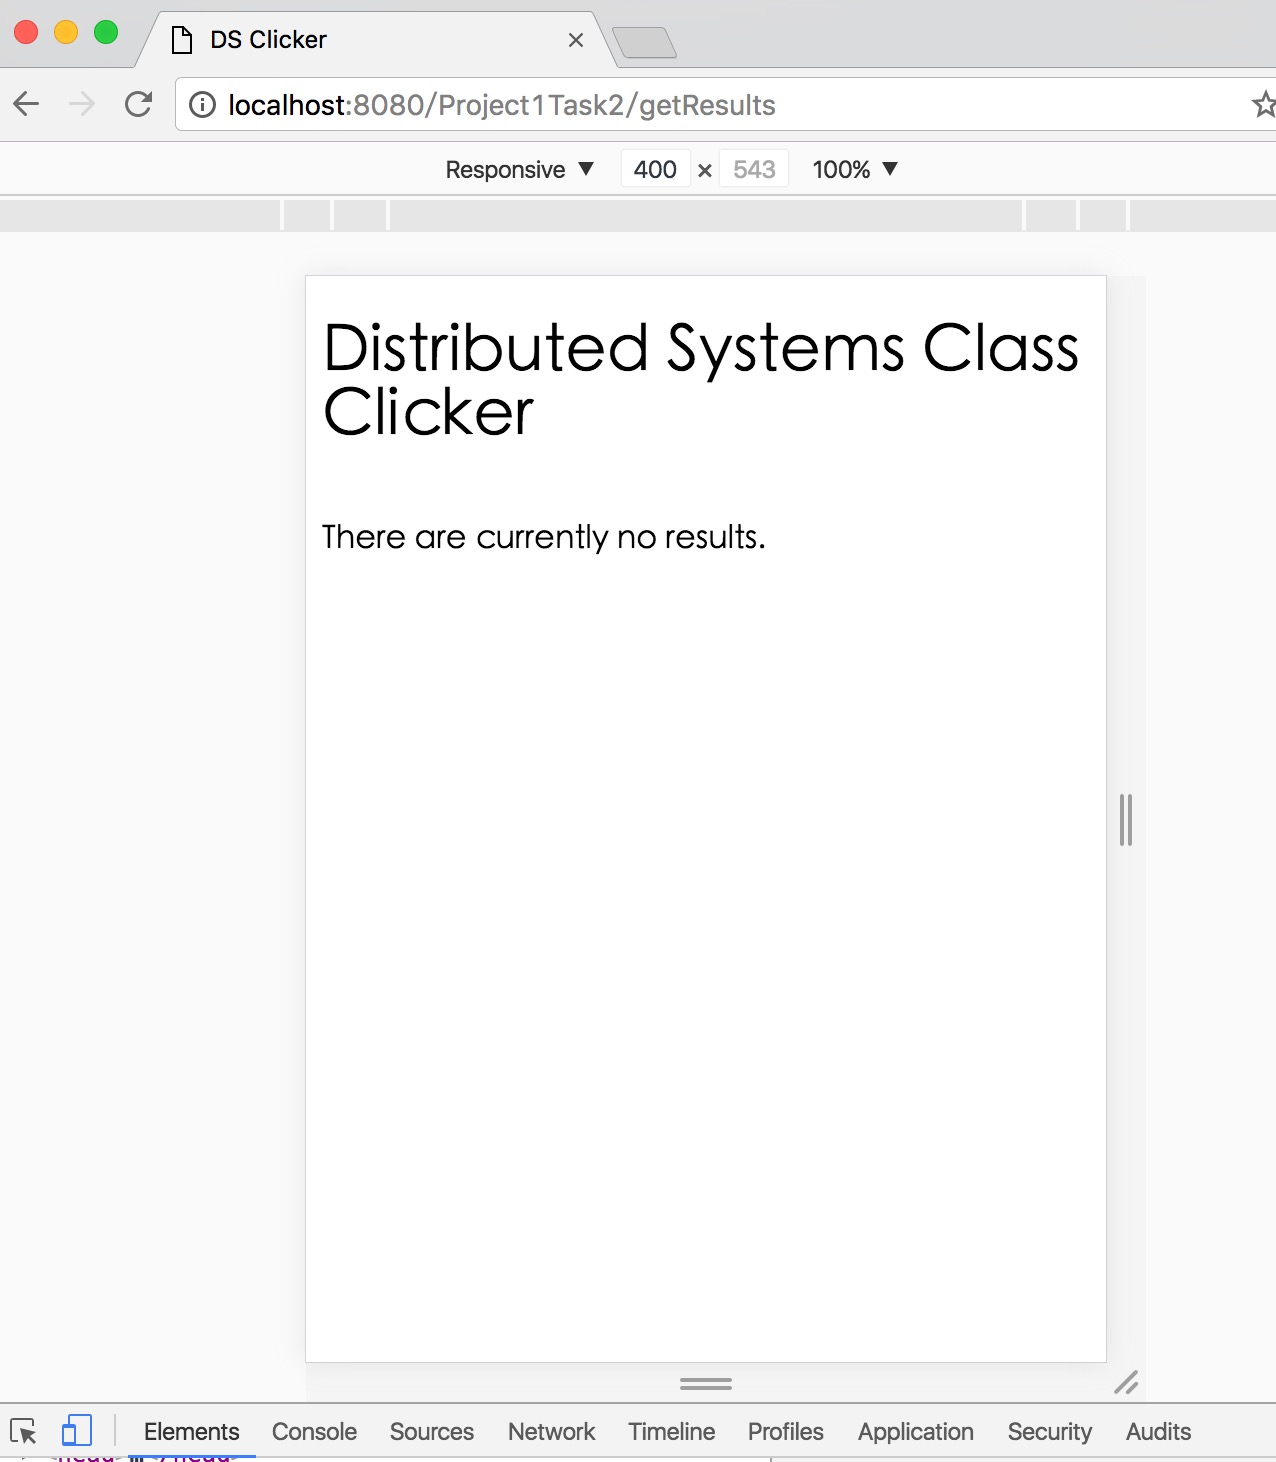 DS Clicker
localhost:8080/Project1Task2/getResults
Responsive ▼ 400 × 543 100% ▼
Distributed Systems Class
Clicker
There are currently no results.
Elements Console Sources Network Timeline Profiles Application Security Audits